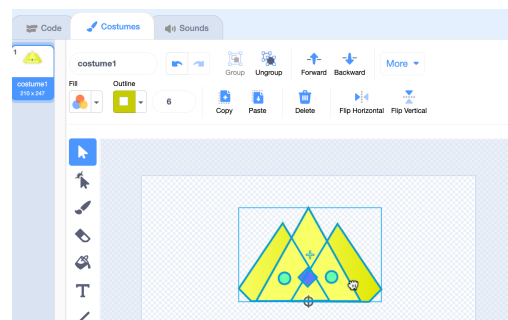 Code Costumes Sounds
1
costume1
210 x 247
costume1
Group Ungroup Forward Backward More
Fill Outline
6
Copy Paste Delete Flip Horizontal Flip Vertical
T